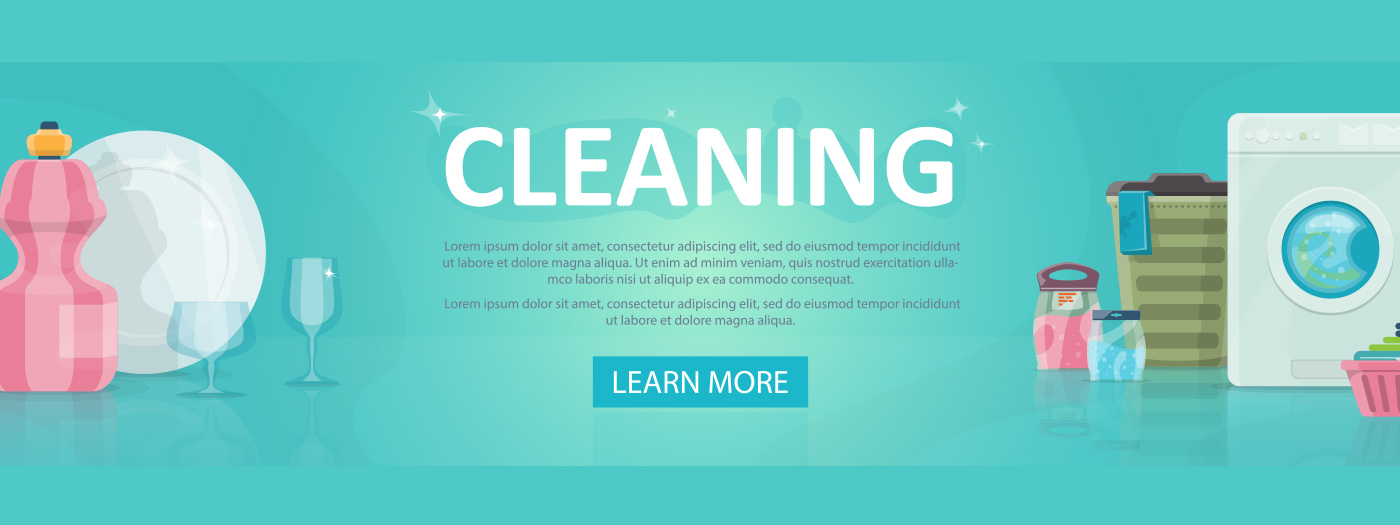 CLEANING
Lorem ipsum dolor sit amet, consectetur adipiscing elit, sed do eiusmod tempor incididunt
ut labore et dolore magna aliqua. Ut enim ad minim veniam, quis nostrud exercitation ulla-
mco laboris nisi ut aliquip ex ea commodo consequat.
Lorem ipsum dolor sit amet, consectetur adipiscing elit, sed do eiusmod tempor incididunt
ut labore et dolore magna aliqua.
LEARN MORE